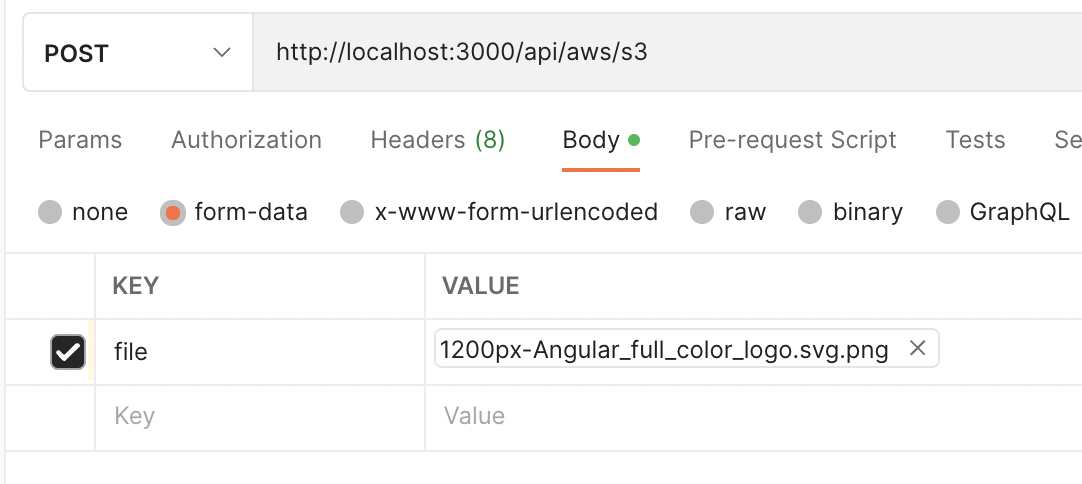 POST http://localhost:3000/api/aws/s3
Params Authorization Headers (8) Body Pre-request Script Tests Se
none form-data x-www-form-urlencoded raw binary GraphQL
KEY VALUE
file 1200px-Angular_full_color_logo.svg.png
Key Value